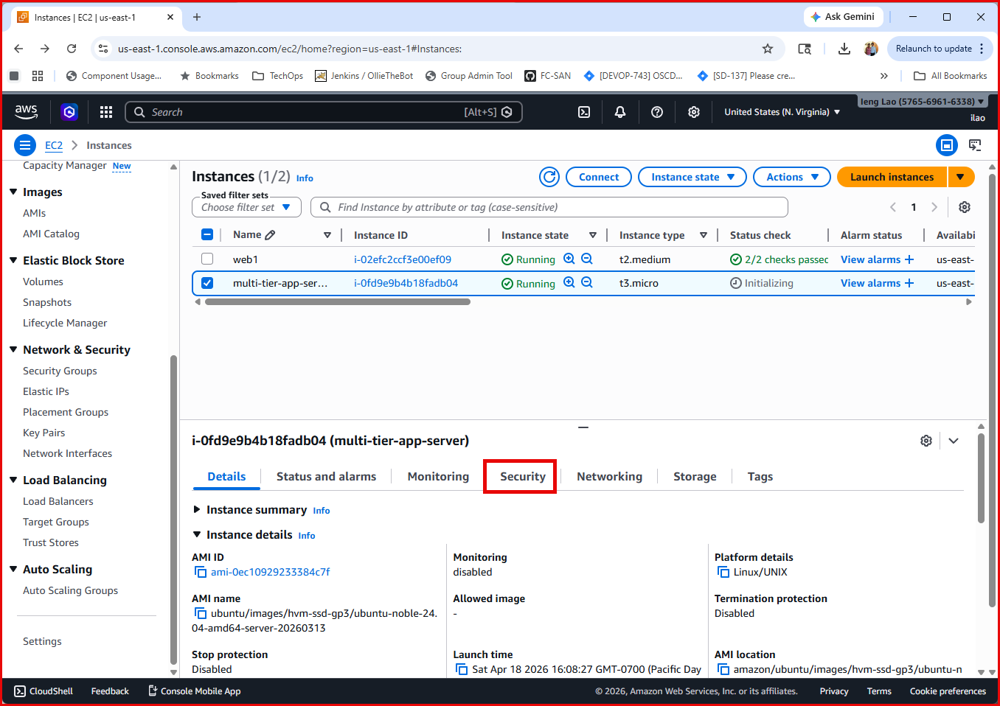 Instances | EC2 | us-east-1
Ask Gemini
us-east-1.console.aws.amazon.com/ec2/home?region=us-east-1#Instances:
Relaunch to update
Component Usage...
Bookmarks
TechOps
Jenkins / OllieTheBot
Group Admin Tool
FC-SAN
[DEVOP-743] OSCD...
[SD-137] Please cre...
All Bookmarks
aws
Search
[Alt+S]
United States (N. Virginia)
Ieng Lao (5765-6961-6338)
ilao
EC2
Instances
Capacity Manager New
Images
AMIs
AMI Catalog
Elastic Block Store
Volumes
Snapshots
Lifecycle Manager
Network & Security
Security Groups
Elastic IPs
Placement Groups
Key Pairs
Network Interfaces
Load Balancing
Load Balancers
Target Groups
Trust Stores
Auto Scaling
Auto Scaling Groups
Settings
Instances (1/2) Info
Connect
Instance state
Actions
Launch instances
Saved filter sets
Choose filter set
Find Instance by attribute or tag (case-sensitive)
1
Name
Instance ID
Instance state
Instance type
Status check
Alarm status
Availabi
web1
i-02efc2ccf3e00ef09
Running
t2.medium
2/2 checks passed
View alarms
us-east-
multi-tier-app-ser...
i-0fd9e9b4b18fadb04
Running
t3.micro
Initializing
View alarms
us-east-
i-0fd9e9b4b18fadb04 (multi-tier-app-server)
Details
Status and alarms
Monitoring
Security
Networking
Storage
Tags
Instance summary Info
Instance details Info
AMI ID
ami-0ec10929233384c7f
Monitoring
disabled
Platform details
Linux/UNIX
AMI name
ubuntu/images/hvm-ssd-gp3/ubuntu-noble-24.
04-amd64-server-20260313
Allowed image
-
Termination protection
Disabled
Stop protection
Disabled
Launch time
Sat Apr 18 2026 16:08:27 GMT-0700 (Pacific Day
AMI location
amazon/ubuntu/images/hvm-ssd-gp3/ubuntu-n
CloudShell
Feedback
Console Mobile App
© 2026, Amazon Web Services, Inc. or its affiliates.
Privacy
Terms
Cookie preferences